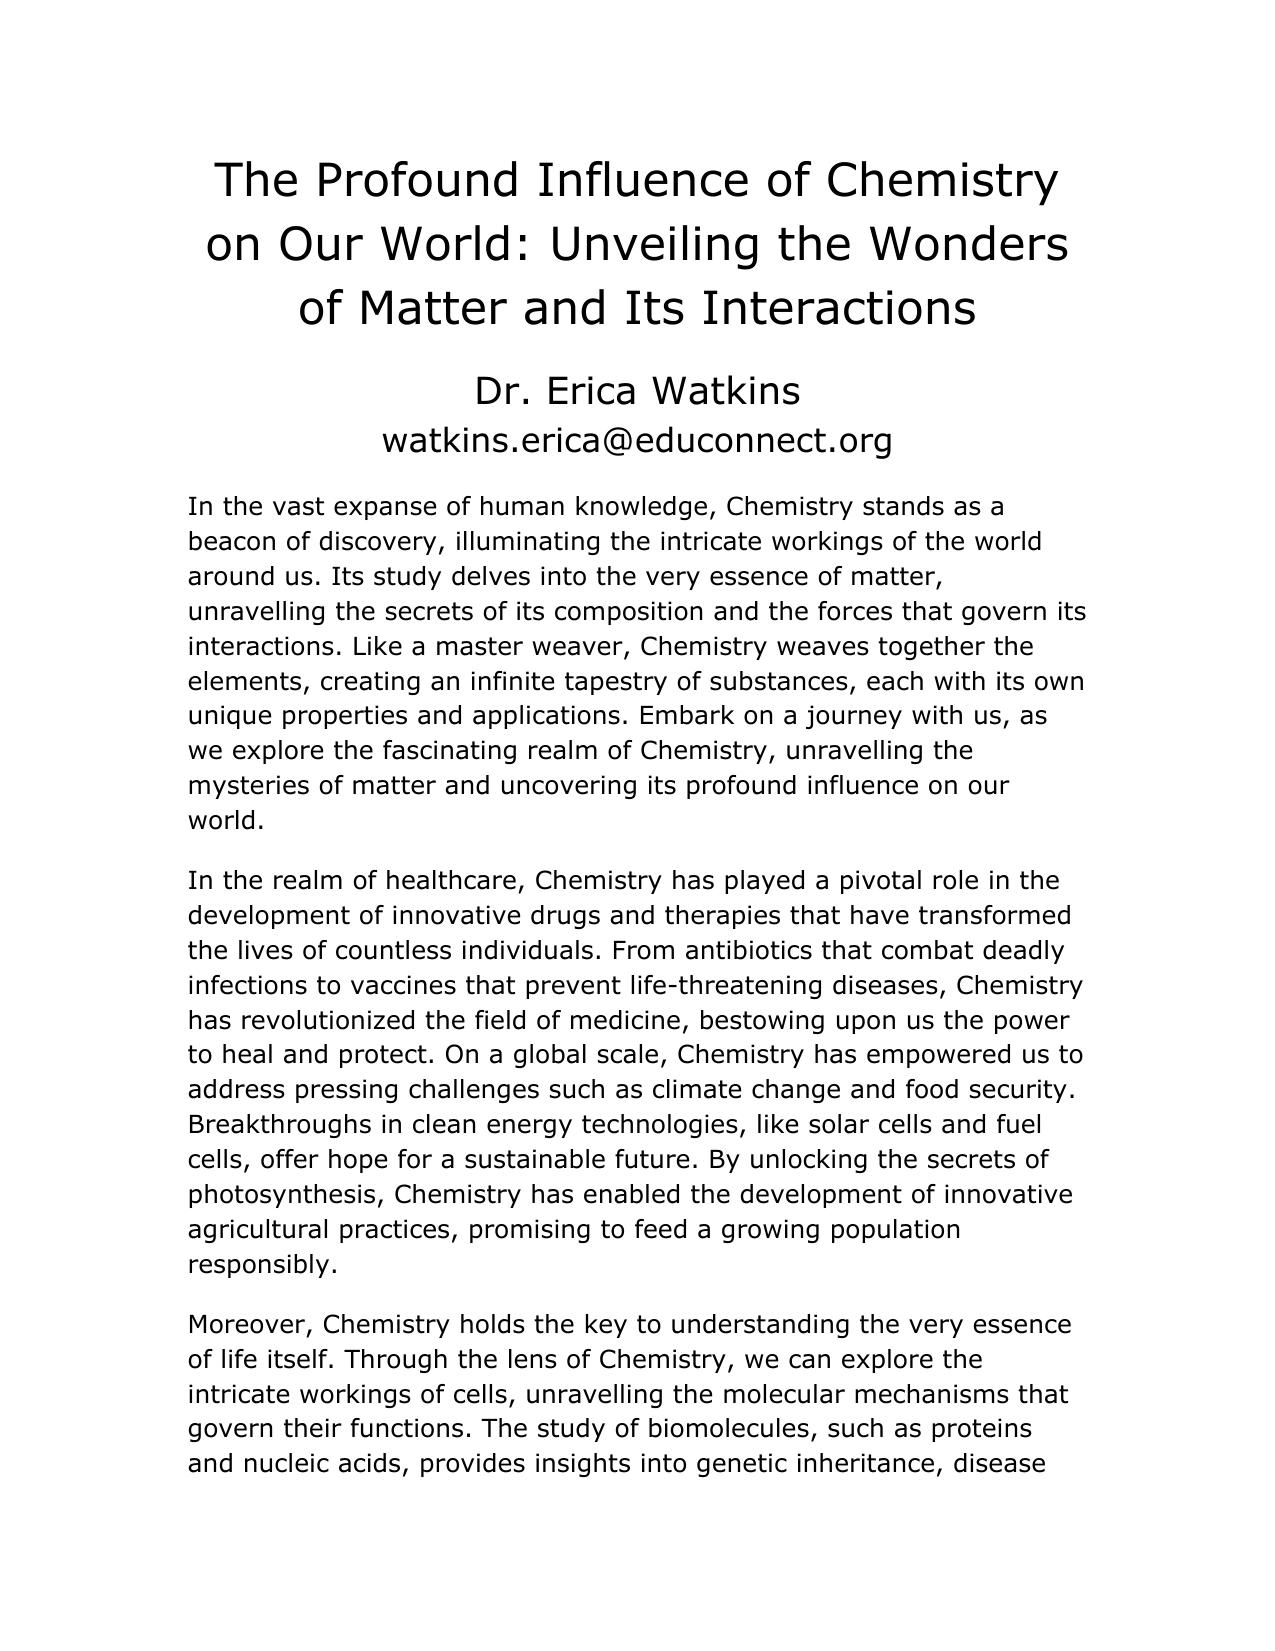 The Profound Influence of Chemistry
on Our World: Unveiling the Wonders
of Matter and Its Interactions
Dr. Erica Watkins
watkins.erica@educonnect.org
In the vast expanse of human knowledge, Chemistry stands as a
beacon of discovery, illuminating the intricate workings of the world
around us. Its study delves into the very essence of matter,
unravelling the secrets of its composition and the forces that govern its
interactions. Like a master weaver, Chemistry weaves together the
elements, creating an infinite tapestry of substances, each with its own
unique properties and applications. Embark on a journey with us, as
we explore the fascinating realm of Chemistry, unravelling the
mysteries of matter and uncovering its profound influence on our
world.
In the realm of healthcare, Chemistry has played a pivotal role in the
development of innovative drugs and therapies that have transformed
the lives of countless individuals. From antibiotics that combat deadly
infections to vaccines that prevent life-threatening diseases, Chemistry
has revolutionized the field of medicine, bestowing upon us the power
to heal and protect. On a global scale, Chemistry has empowered us to
address pressing challenges such as climate change and food security.
Breakthroughs in clean energy technologies, like solar cells and fuel
cells, offer hope for a sustainable future. By unlocking the secrets of
photosynthesis, Chemistry has enabled the development of innovative
agricultural practices, promising to feed a growing population
responsibly.
Moreover, Chemistry holds the key to understanding the very essence
of life itself. Through the lens of Chemistry, we can explore the
intricate workings of cells, unravelling the molecular mechanisms that
govern their functions. The study of biomolecules, such as proteins
and nucleic acids, provides insights into genetic inheritance, disease